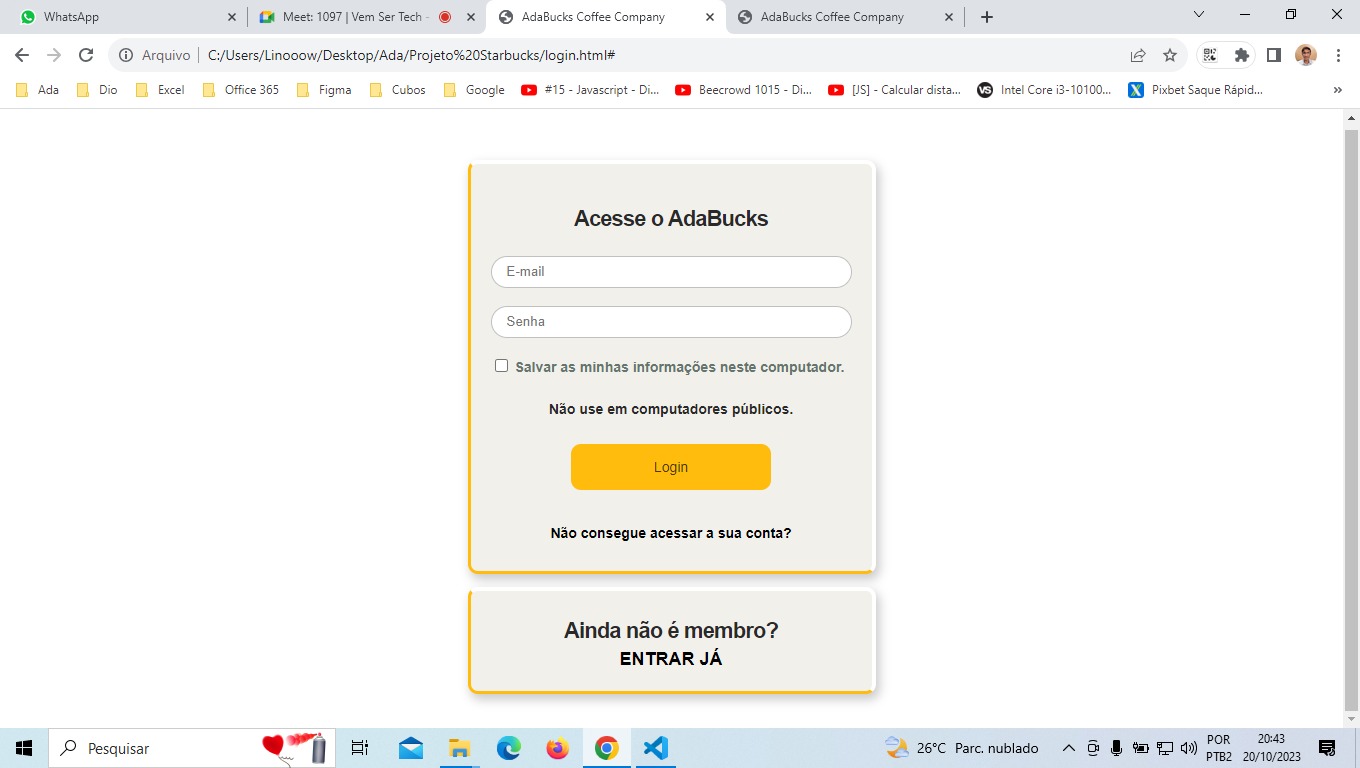 WhatsApp
Meet: 1097 | Vem Ser Tech -
AdaBucks Coffee Company
AdaBucks Coffee Company
Arquivo
C:/Users/Linooow/Desktop/Ada/Projeto%20Starbucks/login.html#
Ada
Dio
Excel
Office 365
Figma
Cubos
Google
#15 - Javascript - Di...
Beecrowd 1015 - Di...
[JS] - Calcular dista...
VS
Intel Core i3-10100...
X
Pixbet Saque Rápid...
»
Acesse o AdaBucks
E-mail
Senha
Salvar as minhas informações neste computador.
Não use em computadores públicos.
Login
Não consegue acessar a sua conta?
Ainda não é membro?
ENTRAR JÁ
Pesquisar
26°C Parc. nublado
POR
PTB2
20:43
20/10/2023